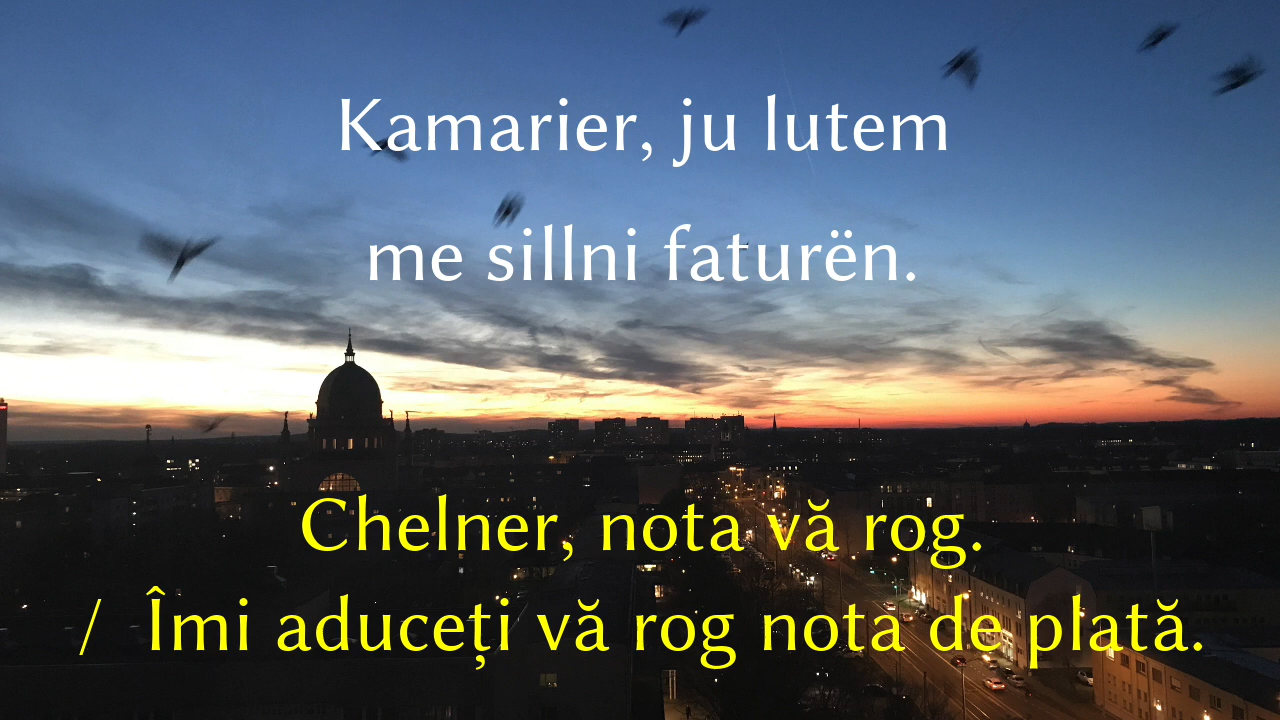 Kamarier, ju lutem
me sillni faturën.
Chelner, nota vă rog.
/ Îmi aduceți vă rog nota de plată.